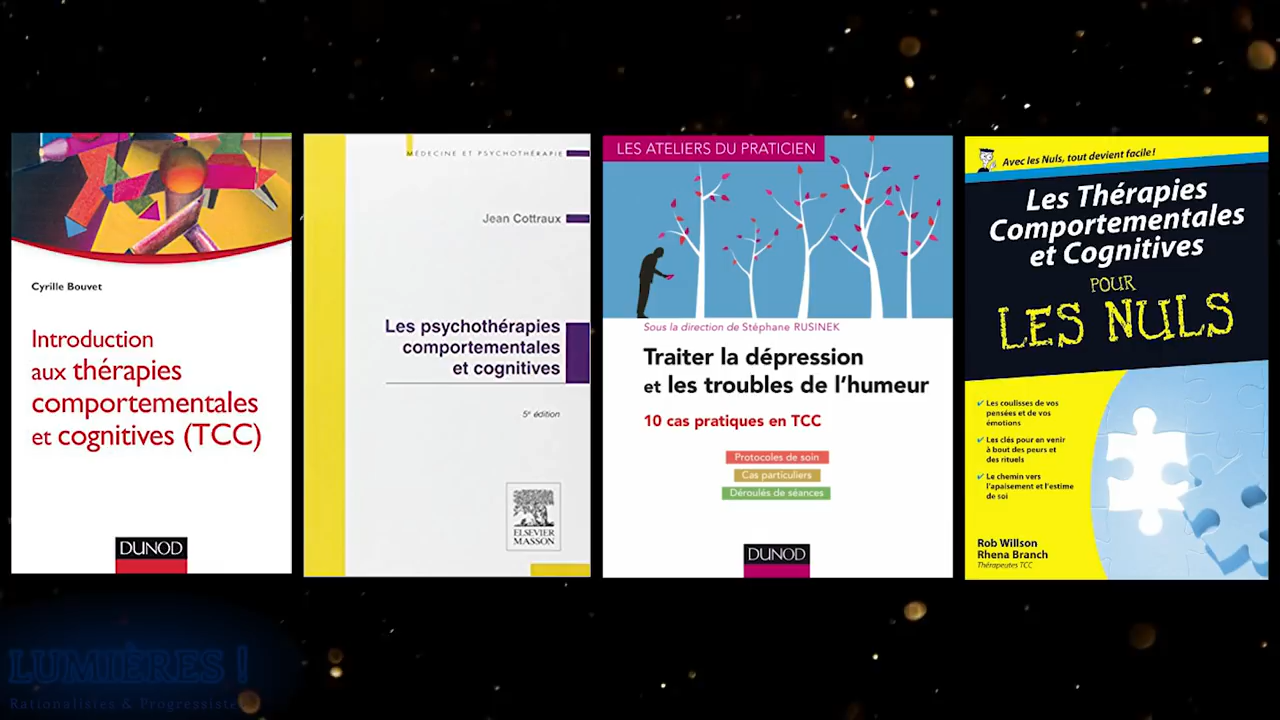 Cyrille Bouvet
Introduction
aux thérapies
comportementales
et cognitives (TCC)
DUNOD
MÉDECINE ET PSYCHOTHÉRAPIE
Jean Cottraux
Les psychothérapies
comportementales
et cognitives
5e édition
ELSEVIER
MASSON
LES ATELIERS DU PRATICIEN
Sous la direction de Stéphane RUSINEK
Traiter la dépression
et les troubles de l'humeur
10 cas pratiques en TCC
Protocoles de soin
Cas particuliers
Déroulés de séances
DUNOD
Avec les Nuls, tout devient facile !
Les Thérapies
Comportementales
et Cognitives
POUR
LES NULS
Les coulisses de vos
pensées et de vos
émotions
Les clés pour en venir
à bout des peurs et
des rituels
Le chemin vers
l'apaisement et l'estime
de soi
Rob Willson
Rhena Branch
Thérapeutes TCC
LUMIÈRES !
Rationalistes & Progressiste